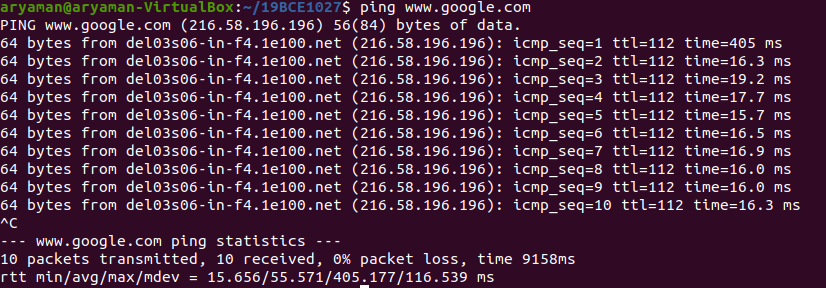 aryaman@aryaman-VirtualBox:~/19BCE1027$ ping www.google.com
PING www.google.com (216.58.196.196) 56(84) bytes of data.
64 bytes from del03s06-in-f4.1e100.net (216.58.196.196): icmp_seq=1 ttl=112 time=405 ms
64 bytes from del03s06-in-f4.1e100.net (216.58.196.196): icmp_seq=2 ttl=112 time=16.3 ms
64 bytes from del03s06-in-f4.1e100.net (216.58.196.196): icmp_seq=3 ttl=112 time=19.2 ms
64 bytes from del03s06-in-f4.1e100.net (216.58.196.196): icmp_seq=4 ttl=112 time=17.7 ms
64 bytes from del03s06-in-f4.1e100.net (216.58.196.196): icmp_seq=5 ttl=112 time=15.7 ms
64 bytes from del03s06-in-f4.1e100.net (216.58.196.196): icmp_seq=6 ttl=112 time=16.5 ms
64 bytes from del03s06-in-f4.1e100.net (216.58.196.196): icmp_seq=7 ttl=112 time=16.9 ms
64 bytes from del03s06-in-f4.1e100.net (216.58.196.196): icmp_seq=8 ttl=112 time=16.0 ms
64 bytes from del03s06-in-f4.1e100.net (216.58.196.196): icmp_seq=9 ttl=112 time=16.0 ms
64 bytes from del03s06-in-f4.1e100.net (216.58.196.196): icmp_seq=10 ttl=112 time=16.3 ms
^C
--- www.google.com ping statistics ---
10 packets transmitted, 10 received, 0% packet loss, time 9158ms
rtt min/avg/max/mdev = 15.656/55.571/405.177/116.539 ms